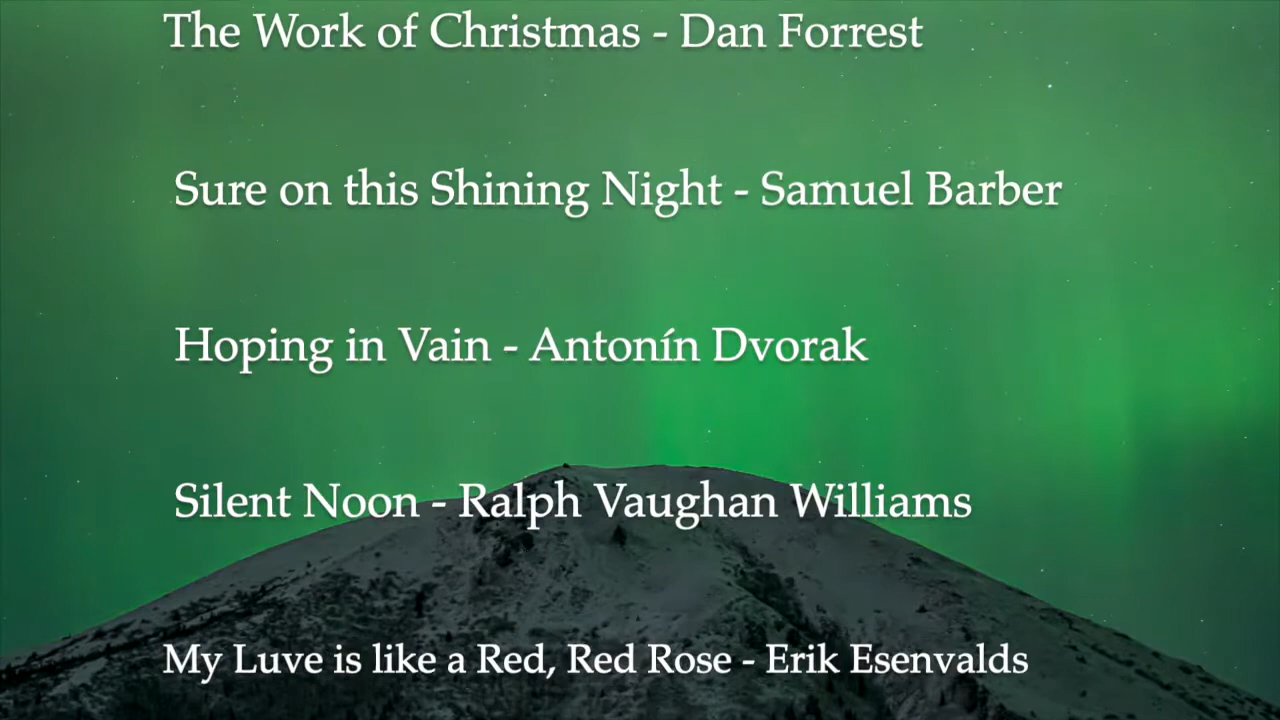 The Work of Christmas - Dan Forrest
Sure on this Shining Night - Samuel Barber
Hoping in Vain - Antonín Dvorak
Silent Noon - Ralph Vaughan Williams
My Luve is like a Red, Red Rose - Erik Esenvalds